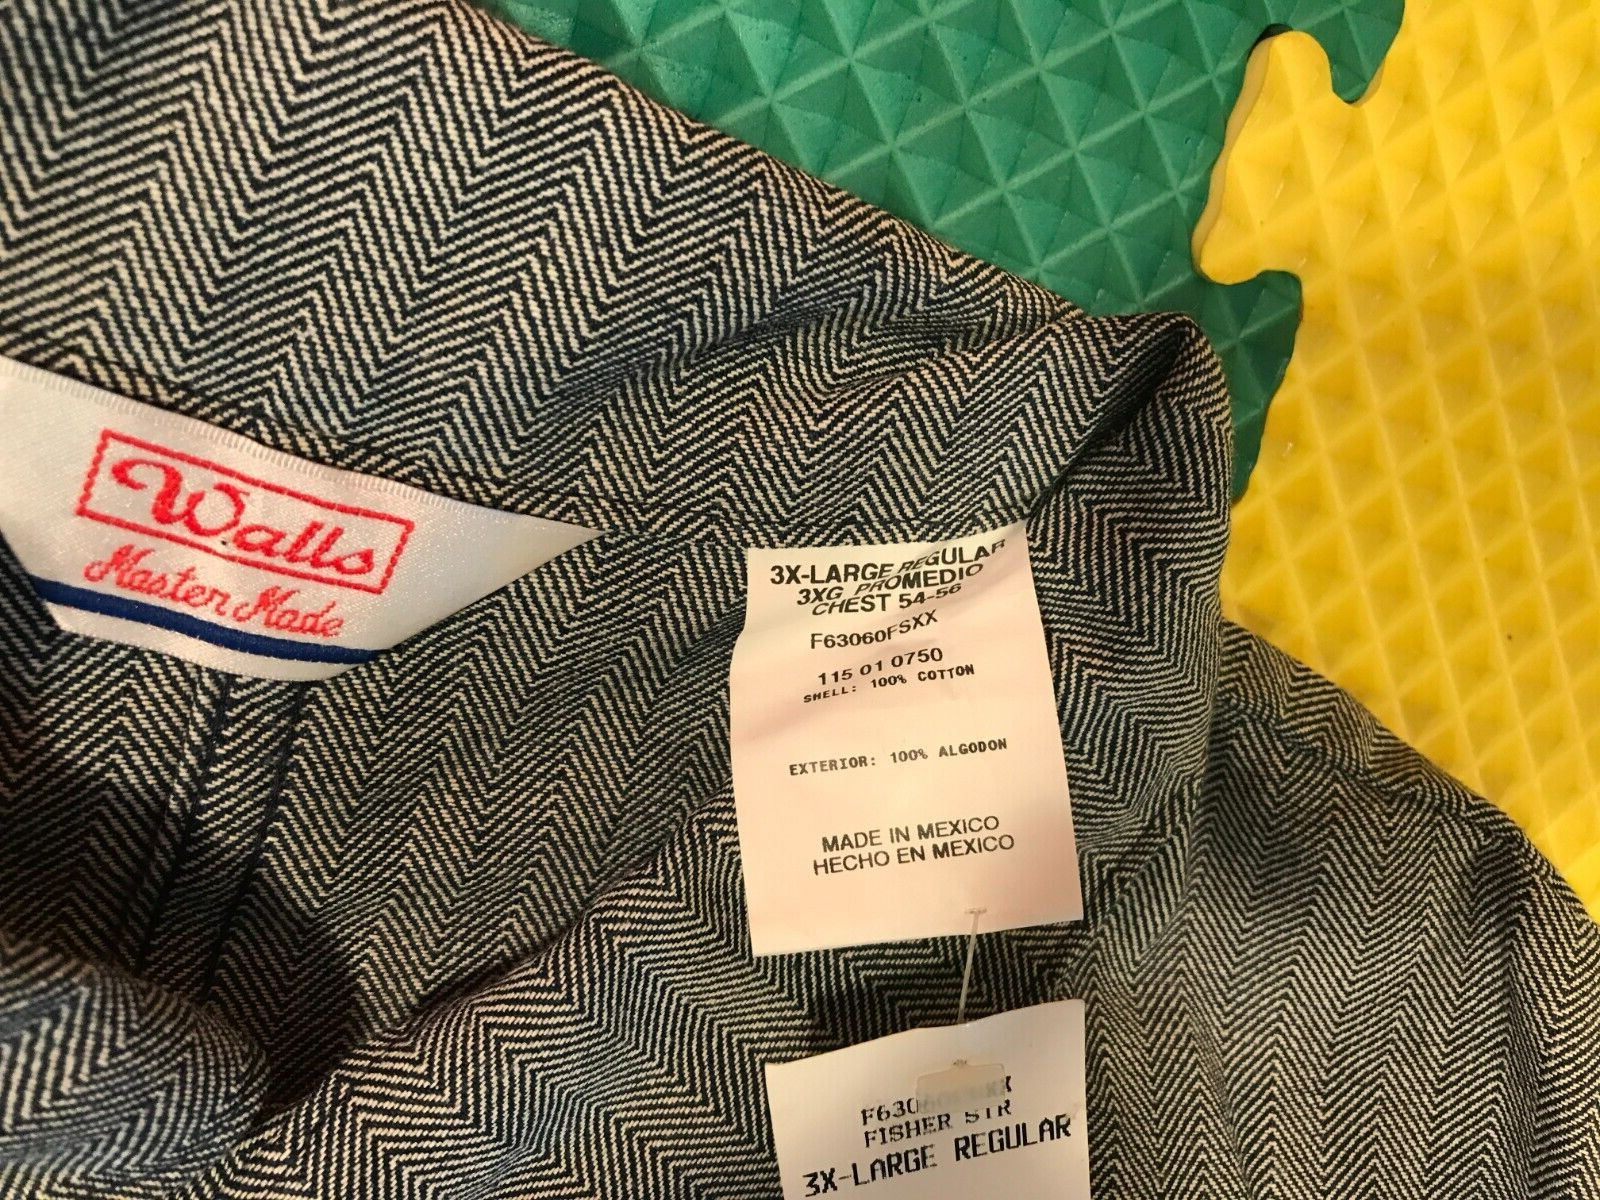 Walls
Master Made
3X-LARGE REGULAR
3XG PROMEDIO
CHEST 54-56
F63060FSXX
115 01 0750
SHELL: 100% COTTON
EXTERIOR: 100% ALGODON
MADE IN MEXICO
HECHO EN MEXICO
FISHER STR
3X-LARGE REGULAR